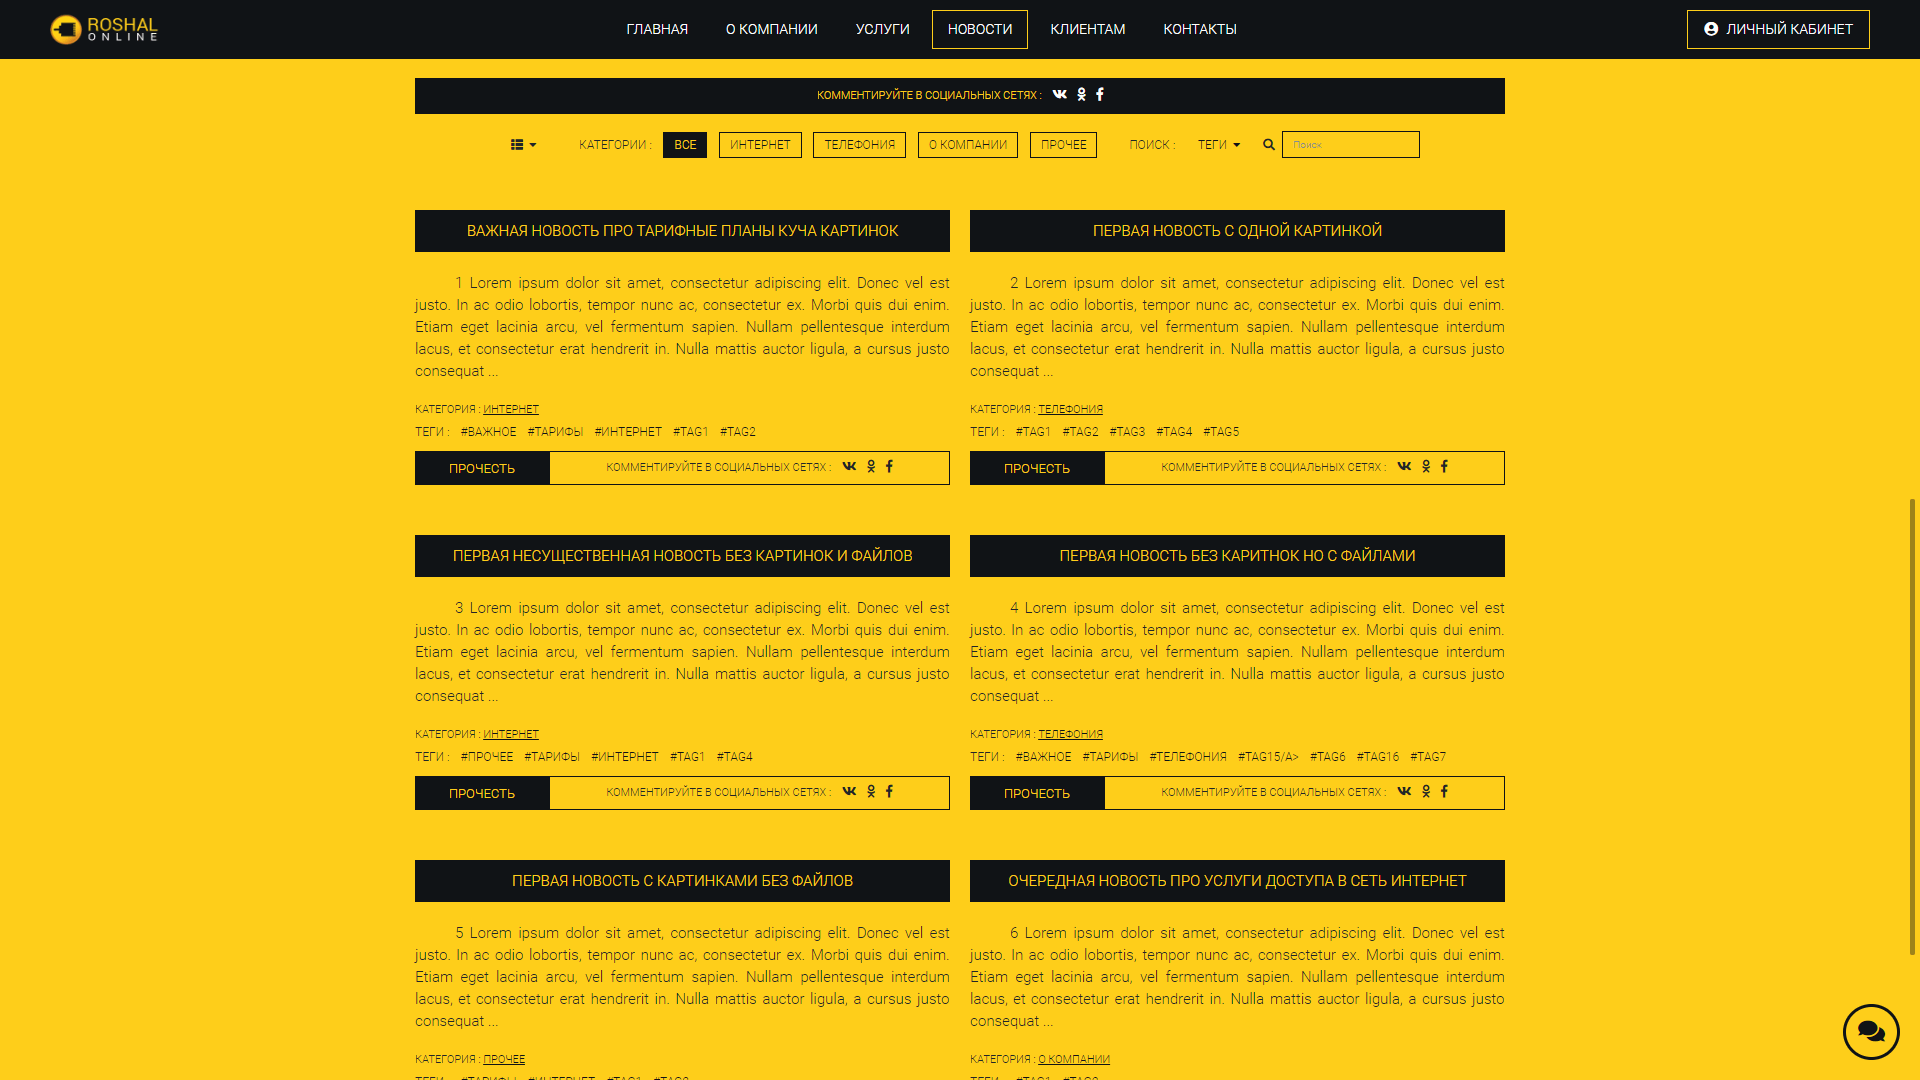 ROSHAL
ONLINE
ГЛАВНАЯ О КОМПАНИИ УСЛУГИ НОВОСТИ КЛИЕНТАМ КОНТАКТЫ ЛИЧНЫЙ КАБИНЕТ
КОММЕНТИРУЙТЕ В СОЦИАЛЬНЫХ СЕТЯХ :
КАТЕГОРИИ : ВСЕ ИНТЕРНЕТ ТЕЛЕФОНИЯ О КОМПАНИИ ПРОЧЕЕ ПОИСК : ТЕГИ Поиск
ВАЖНАЯ НОВОСТЬ ПРО ТАРИФНЫЕ ПЛАНЫ КУЧА КАРТИНОК
1 Lorem ipsum dolor sit amet, consectetur adipiscing elit. Donec vel est
justo. In ac odio lobortis, tempor nunc ac, consectetur ex. Morbi quis dui enim.
Etiam eget lacinia arcu, vel fermentum sapien. Nullam pellentesque interdum
lacus, et consectetur erat hendrerit in. Nulla mattis auctor ligula, a cursus justo
consequat ...
КАТЕГОРИЯ : ИНТЕРНЕТ
ТЕГИ : #ВАЖНОЕ #ТАРИФЫ #ИНТЕРНЕТ #TAG1 #TAG2
ПРОЧЕСТЬ КОММЕНТИРУЙТЕ В СОЦИАЛЬНЫХ СЕТЯХ :
ПЕРВАЯ НОВОСТЬ С ОДНОЙ КАРТИНКОЙ
2 Lorem ipsum dolor sit amet, consectetur adipiscing elit. Donec vel est
justo. In ac odio lobortis, tempor nunc ac, consectetur ex. Morbi quis dui enim.
Etiam eget lacinia arcu, vel fermentum sapien. Nullam pellentesque interdum
lacus, et consectetur erat hendrerit in. Nulla mattis auctor ligula, a cursus justo
consequat ...
КАТЕГОРИЯ : ТЕЛЕФОНИЯ
ТЕГИ : #TAG1 #TAG2 #TAG3 #TAG4 #TAG5
ПРОЧЕСТЬ КОММЕНТИРУЙТЕ В СОЦИАЛЬНЫХ СЕТЯХ :
ПЕРВАЯ НЕСУЩЕСТВЕННАЯ НОВОСТЬ БЕЗ КАРТИНОК И ФАЙЛОВ
3 Lorem ipsum dolor sit amet, consectetur adipiscing elit. Donec vel est
justo. In ac odio lobortis, tempor nunc ac, consectetur ex. Morbi quis dui enim.
Etiam eget lacinia arcu, vel fermentum sapien. Nullam pellentesque interdum
lacus, et consectetur erat hendrerit in. Nulla mattis auctor ligula, a cursus justo
consequat ...
КАТЕГОРИЯ : ИНТЕРНЕТ
ТЕГИ : #ПРОЧЕЕ #ТАРИФЫ #ИНТЕРНЕТ #TAG1 #TAG4
ПРОЧЕСТЬ КОММЕНТИРУЙТЕ В СОЦИАЛЬНЫХ СЕТЯХ :
ПЕРВАЯ НОВОСТЬ БЕЗ КАРИТНОК НО С ФАЙЛАМИ
4 Lorem ipsum dolor sit amet, consectetur adipiscing elit. Donec vel est
justo. In ac odio lobortis, tempor nunc ac, consectetur ex. Morbi quis dui enim.
Etiam eget lacinia arcu, vel fermentum sapien. Nullam pellentesque interdum
lacus, et consectetur erat hendrerit in. Nulla mattis auctor ligula, a cursus justo
consequat ...
КАТЕГОРИЯ : ТЕЛЕФОНИЯ
ТЕГИ : #ВАЖНОЕ #ТАРИФЫ #ТЕЛЕФОНИЯ #TAG15/A> #TAG6 #TAG16 #TAG7
ПРОЧЕСТЬ КОММЕНТИРУЙТЕ В СОЦИАЛЬНЫХ СЕТЯХ :
ПЕРВАЯ НОВОСТЬ С КАРТИНКАМИ БЕЗ ФАЙЛОВ
5 Lorem ipsum dolor sit amet, consectetur adipiscing elit. Donec vel est
justo. In ac odio lobortis, tempor nunc ac, consectetur ex. Morbi quis dui enim.
Etiam eget lacinia arcu, vel fermentum sapien. Nullam pellentesque interdum
lacus, et consectetur erat hendrerit in. Nulla mattis auctor ligula, a cursus justo
consequat ...
КАТЕГОРИЯ : ПРОЧЕЕ
ТЕГИ : #ТАРИФЫ #ИНТЕРНЕТ #TAG1
ОЧЕРЕДНАЯ НОВОСТЬ ПРО УСЛУГИ ДОСТУПА В СЕТЬ ИНТЕРНЕТ
6 Lorem ipsum dolor sit amet, consectetur adipiscing elit. Donec vel est
justo. In ac odio lobortis, tempor nunc ac, consectetur ex. Morbi quis dui enim.
Etiam eget lacinia arcu, vel fermentum sapien. Nullam pellentesque interdum
lacus, et consectetur erat hendrerit in. Nulla mattis auctor ligula, a cursus justo
consequat ...
КАТЕГОРИЯ : О КОМПАНИИ
ТЕГИ : #TAG1